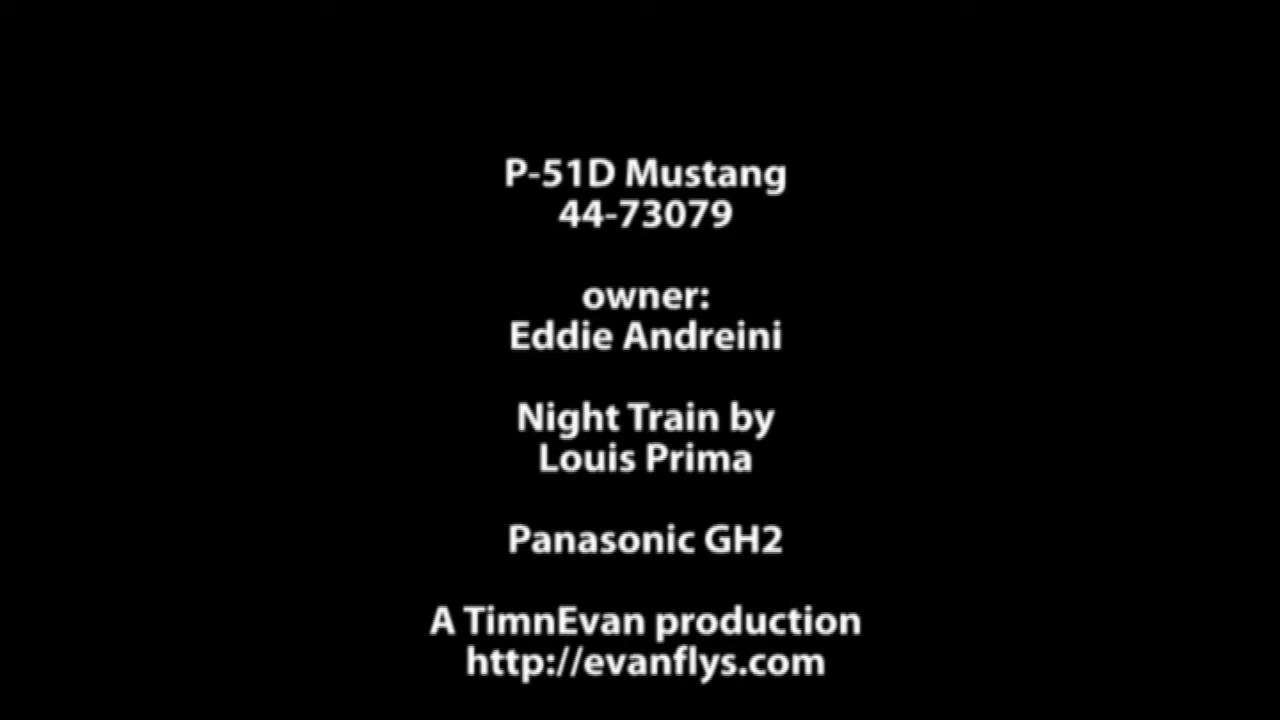 P-51D Mustang
44-73079
owner:
Eddie Andreini
Night Train by
Louis Prima
Panasonic GH2
A TimnEvan production
http://evanflys.com